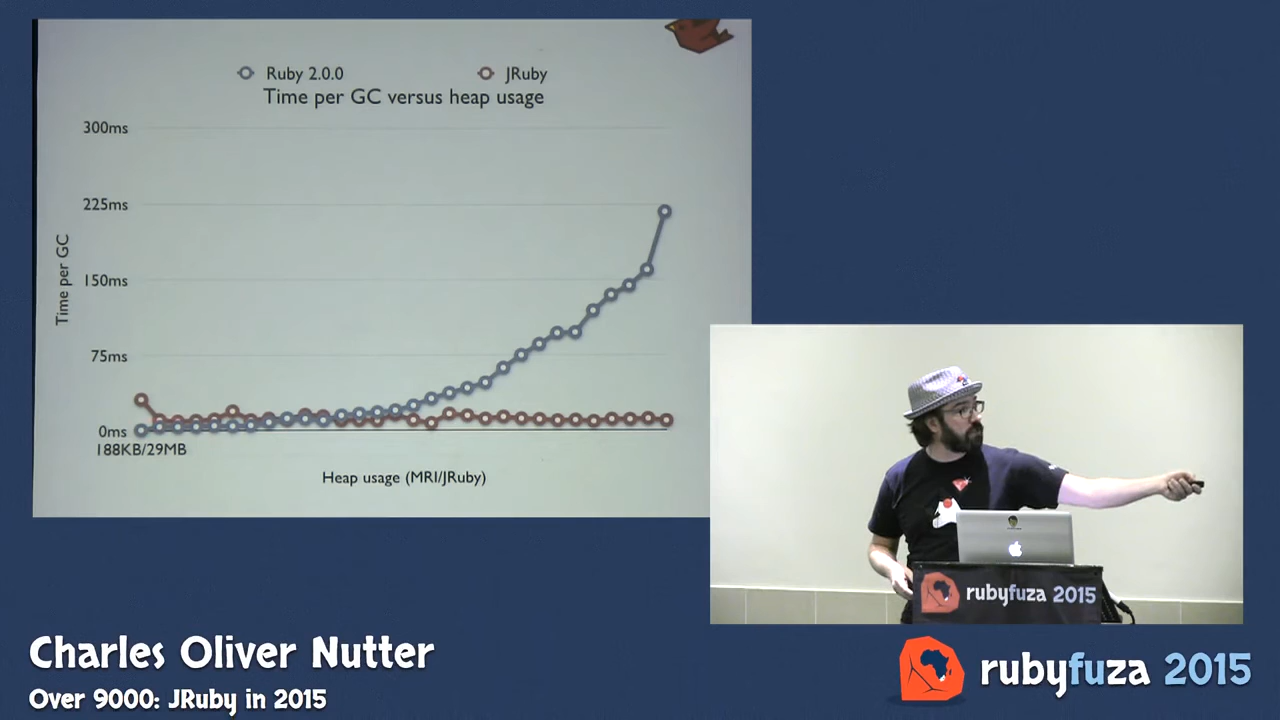 Ruby 2.0.0
JRuby
Time per GC versus heap usage
300ms
225ms
150ms
75ms
0ms
Time per GC
188KB/29MB
Heap usage (MRI/JRuby)
rubyfuza 2015
Charles Oliver Nutter
Over 9000: JRuby in 2015
rubyfuza 2015